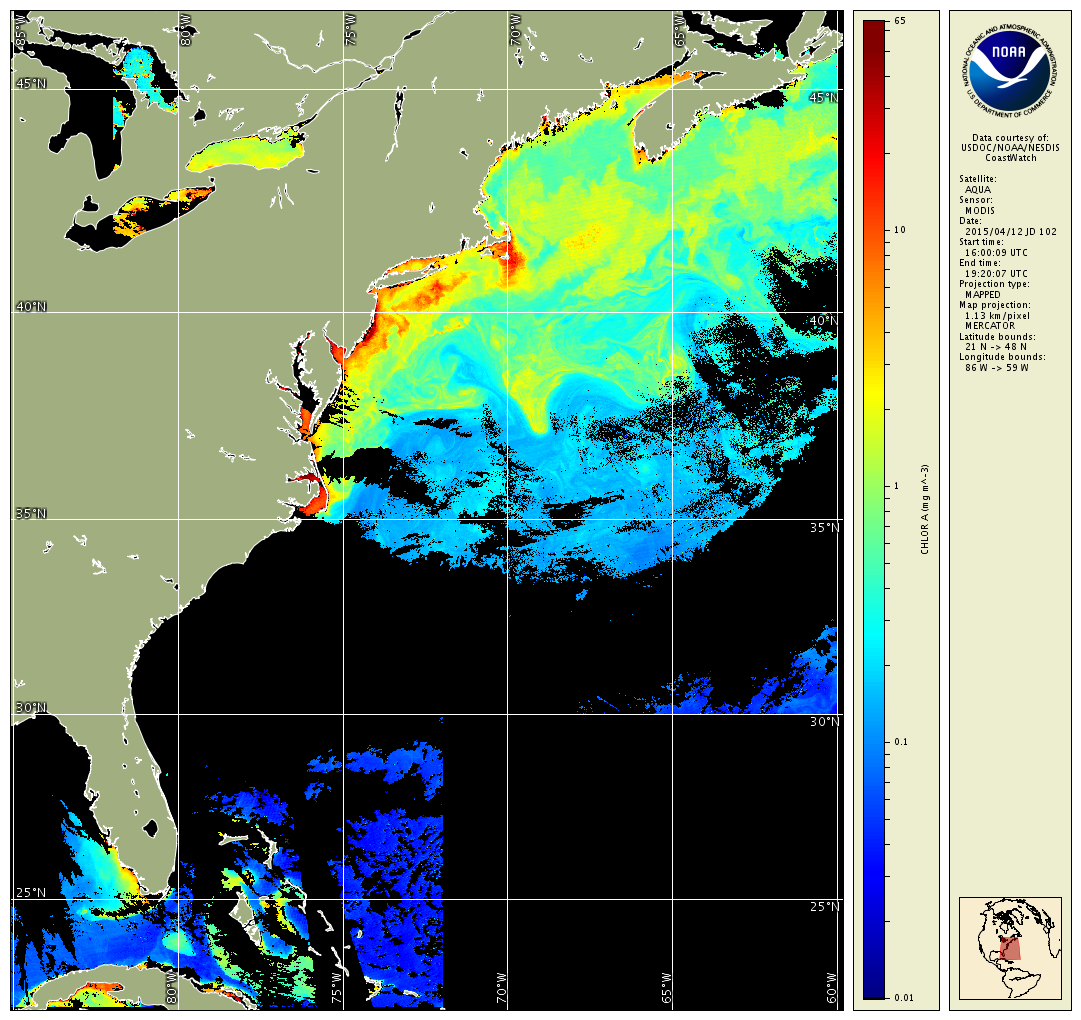 85°W
80°W
75°W
70°W
65°W
45°N
45°N
40°N
40°N
35°N
35°N
30°N
30°N
25°N
25°N
80°W
75°W
70°W
65°W
60°W
65
10
1
0.1
0.01
CHLOR A (mg m^-3)
NATIONAL OCEANIC AND ATMOSPHERIC ADMINISTRATION
NOAA
U.S. DEPARTMENT OF COMMERCE
Data courtesy of:
USDOC/NOAA/NESDIS
CoastWatch
Satellite:
AQUA
Sensor:
MODIS
Date:
2015/04/12 JD 102
Start time:
16:00:09 UTC
End time:
19:20:07 UTC
Projection type:
MAPPED
Map projection:
1.13 km/pixel
MERCATOR
Latitude bounds:
21 N -> 48 N
Longitude bounds:
86 W -> 59 W